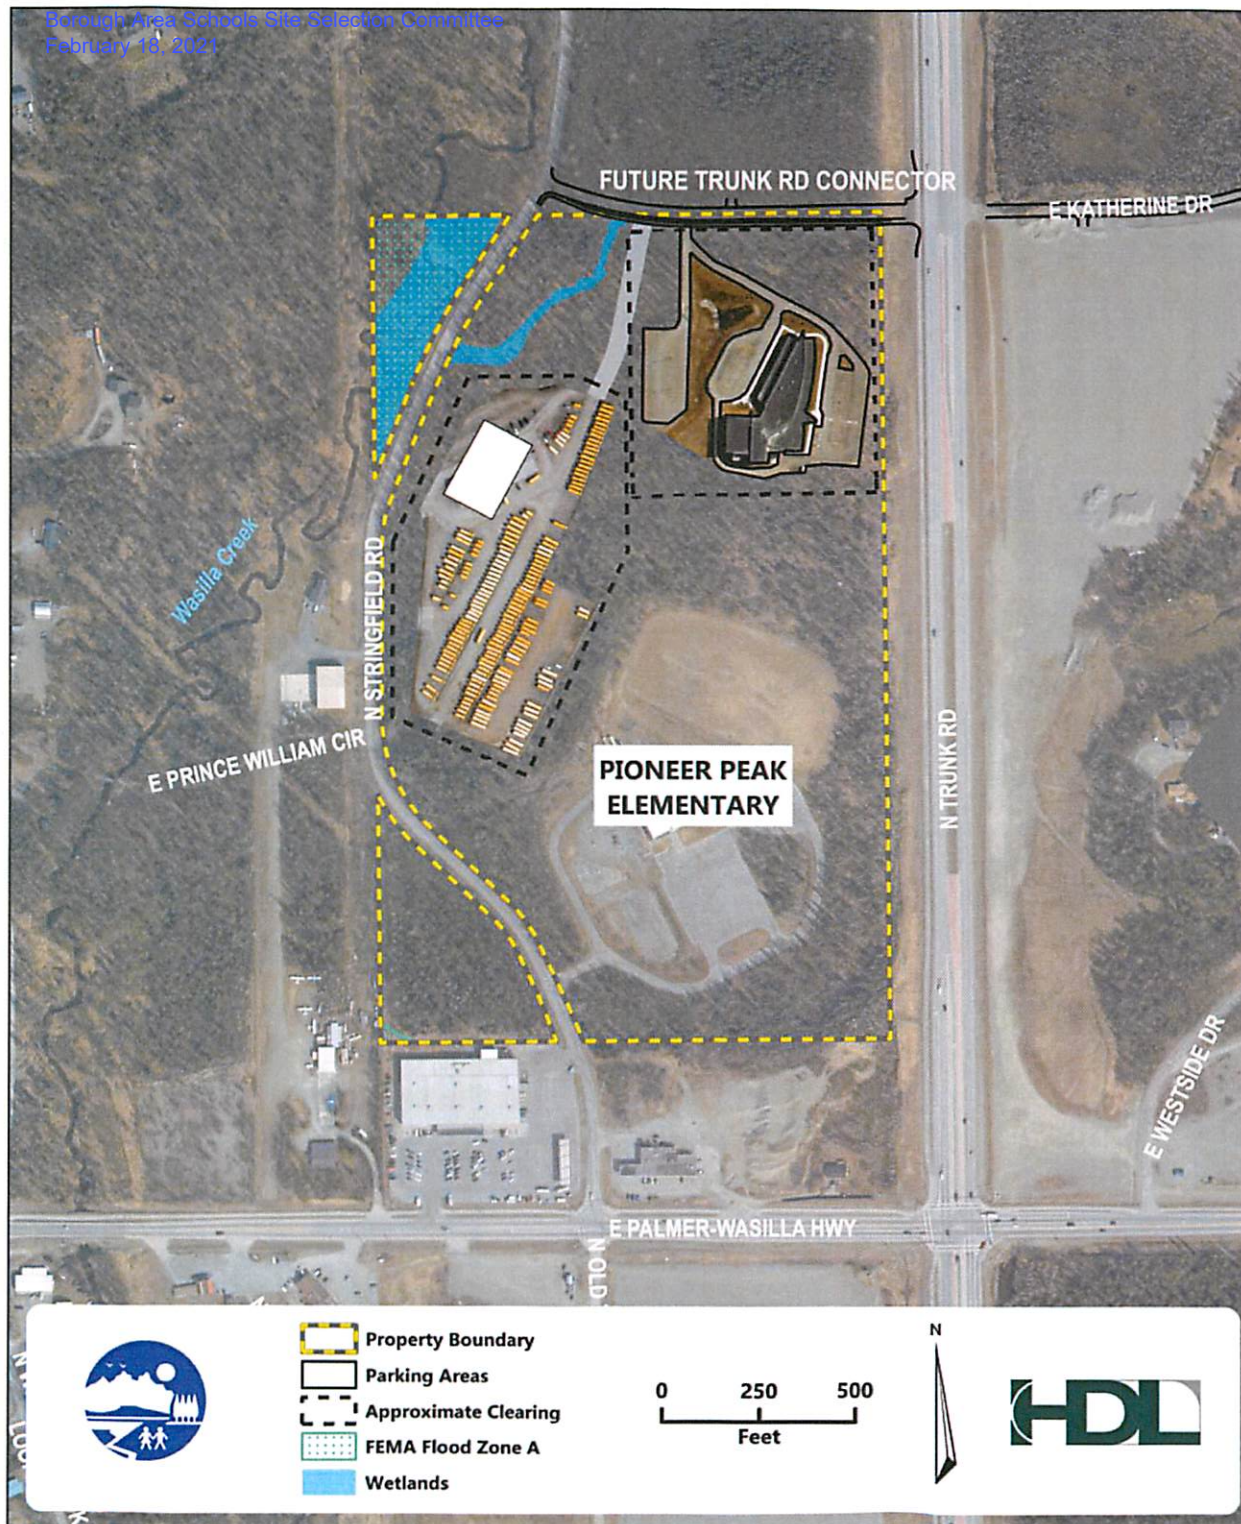 Borough Area Schools Site Selection Committee
February 18, 2021
FUTURE TRUNK RD CONNECTOR
E KATHERINE DR
Wasilla Creek
N STRINGFIELD RD
E PRINCE WILLIAM CIR
PIONEER PEAK
ELEMENTARY
N TRUNK RD
E WESTSIDE DR
E PALMER-WASILLA HWY
N OLD
Property Boundary
Parking Areas
Approximate Clearing
FEMA Flood Zone A
Wetlands
0 250 500
Feet
N
HDL